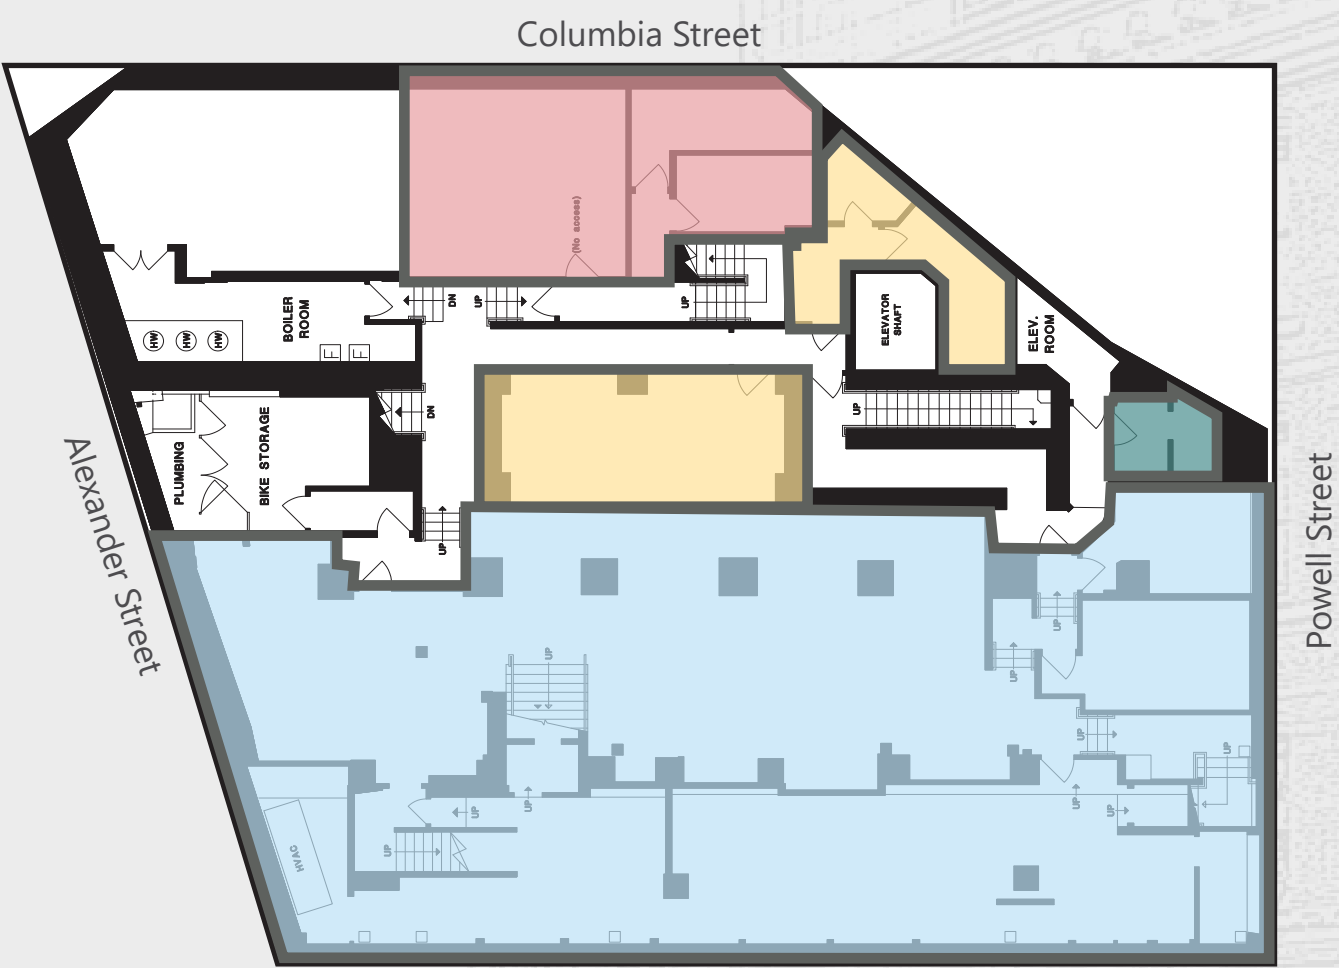 Columbia Street
(No access)
DN
UP
UP
BOILER
ROOM
ELEVATOR
SHAFT
ELEV.
ROOM
HW
HW
HW
F
F
DN
UP
PLUMBING
BIKE STORAGE
Alexander Street
Powell Street
UP
UP
UP
UP
UP
UP
UP
UP
UP
UP
UP
UP
HVAC